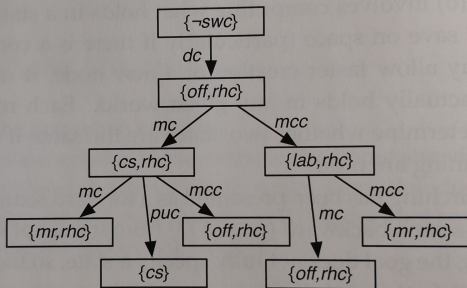 {¬swc}
dc
{off,rhc}
mc mcc
{cs,rhc} {lab,rhc}
mc puc mcc mc mcc
{mr,rhc} {off,rhc} {mr,rhc}
{cs} {off,rhc}